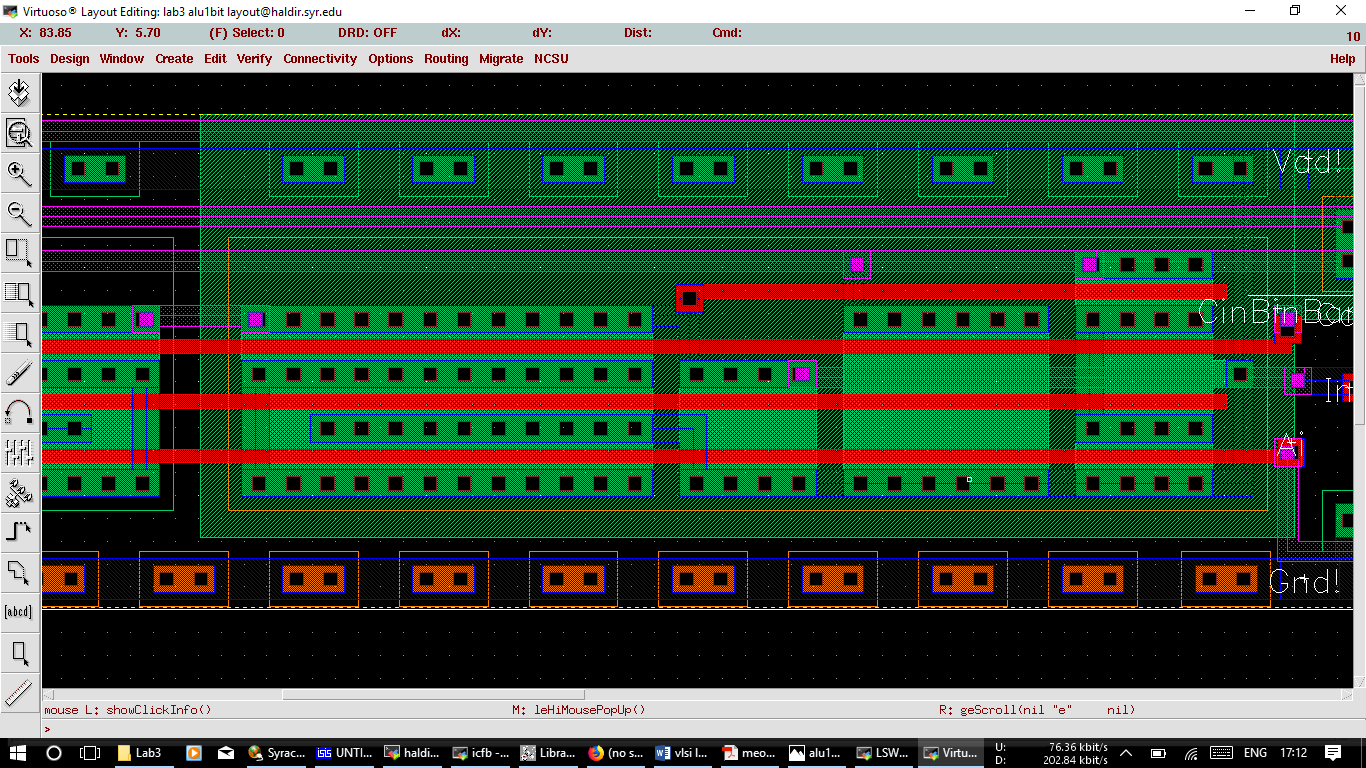 Virtuoso® Layout Editing: lab3 alu1bit layout@haldir.syr.edu
X: 83.85 Y: 5.70 (F) Select: 0 DRD: OFF dX: dY: Dist: Cmd: 10
Tools Design Window Create Edit Verify Connectivity Options Routing Migrate NCSU Help
Vdd!
CinBinBar
Int
A
Gnd!
[abcd]
mouse L: showClickInfo() M: leHiMousePopUp() R: geScroll(nil "e" nil)
>
Lab3 Syrac... UNTI... haldi... icfb -... Libra... (no s... vlsi l... meo... alu1... LSW... Virtu... U: 76.36 kbit/s ENG 17:12
D: 202.84 kbit/s